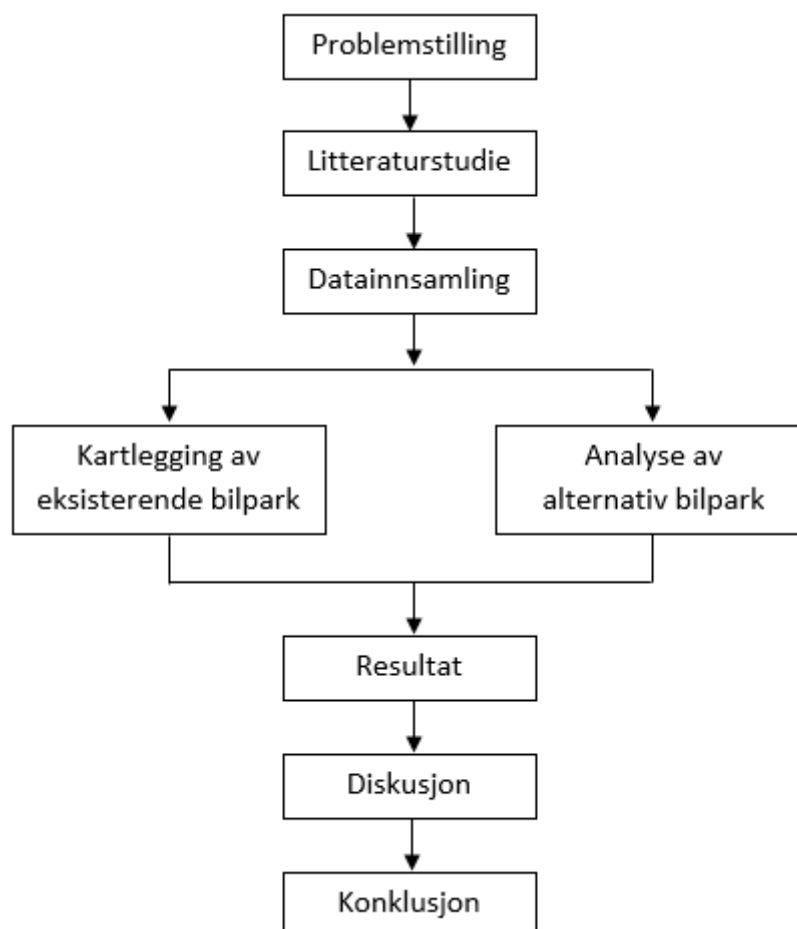 Problemstilling
Litteraturstudie
Datainnsamling
Kartlegging av
eksisterende bilpark
Analyse av
alternativ bilpark
Resultat
Diskusjon
Konklusjon